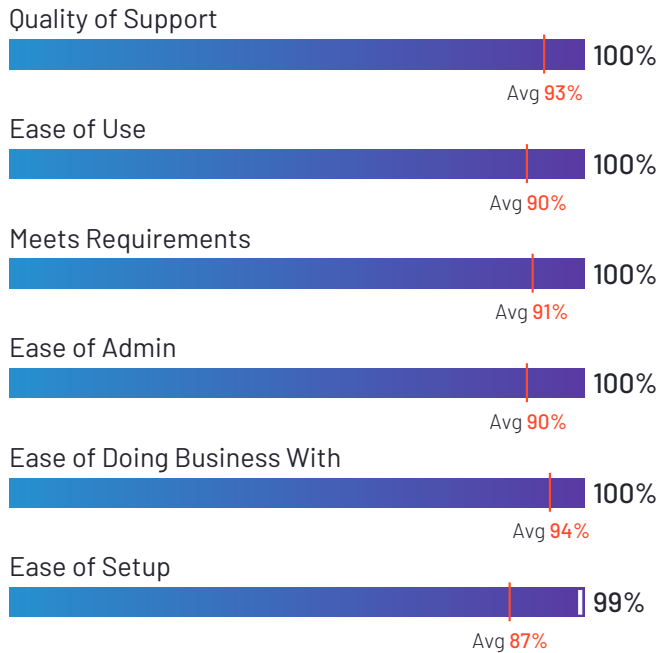 Quality of Support
100%
Avg 93%
Ease of Use
100%
Avg 90%
Meets Requirements
100%
Avg 91%
Ease of Admin
100%
Avg 90%
Ease of Doing Business With
100%
Avg 94%
Ease of Setup
99%
Avg 87%